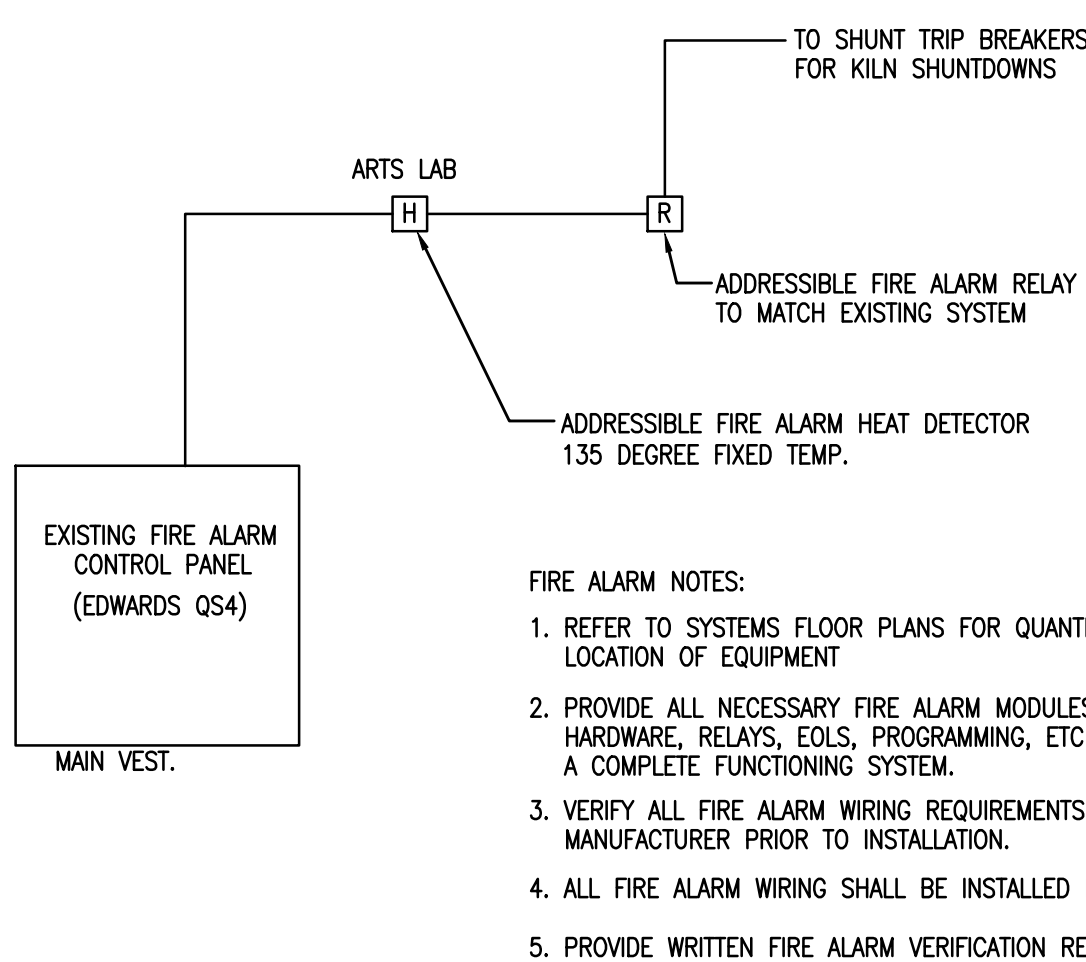 TO SHUNT TRIP BREAKERS
FOR KILN SHUNTDOWNS
ARTS LAB
H
R
ADDRESSIBLE FIRE ALARM RELAY
TO MATCH EXISTING SYSTEM
ADDRESSIBLE FIRE ALARM HEAT DETECTOR
135 DEGREE FIXED TEMP.
EXISTING FIRE ALARM
CONTROL PANEL
(EDWARDS QS4)
MAIN VEST.
FIRE ALARM NOTES:
1. REFER TO SYSTEMS FLOOR PLANS FOR
LOCATION OF EQUIPMENT
2. PROVIDE ALL NECESSARY FIRE ALARM MODULES
HARDWARE, RELAYS, EOLS, PROGRAMMING, ETC
A COMPLETE FUNCTIONING SYSTEM.
3. VERIFY ALL FIRE ALARM WIRING REQUIREMENTS
MANUFACTURER PRIOR TO INSTALLATION.
4. ALL FIRE ALARM WIRING SHALL BE INSTALLED
5. PROVIDE WRITTEN FIRE ALARM VERIFICATION